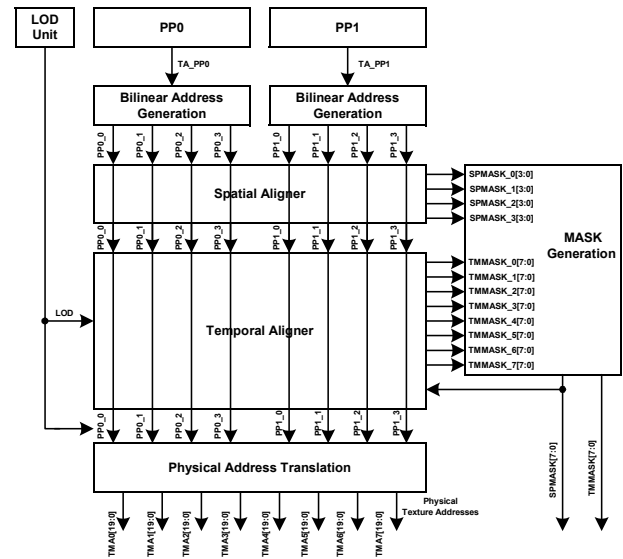 LOD
Unit
PP0
PP1
TA_PP0
TA_PP1
Bilinear Address
Generation
Bilinear Address
Generation
PP0_0
PP0_1
PP0_2
PP0_3
PP1_0
PP1_1
PP1_2
PP1_3
Spatial Aligner
SPMASK_0[3:0]
SPMASK_1[3:0]
SPMASK_2[3:0]
SPMASK_3[3:0]
MASK
Generation
PP0_0
PP0_1
PP0_2
PP0_3
PP1_0
PP1_1
PP1_2
PP1_3
TMMASK_0[7:0]
TMMASK_1[7:0]
TMMASK_2[7:0]
TMMASK_3[7:0]
TMMASK_4[7:0]
TMMASK_5[7:0]
TMMASK_6[7:0]
TMMASK_7[7:0]
LOD
Temporal Aligner
PP0_0
PP0_1
PP0_2
PP0_3
PP1_0
PP1_1
PP1_2
PP1_3
Physical Address Translation
SPMASK[7:0]
TMMASK[7:0]
Physical
Texture Addresses
TMA0[19:0]
TMA1[19:0]
TMA2[19:0]
TMA3[19:0]
TMA4[19:0]
TMA5[19:0]
TMA6[19:0]
TMA7[19:0]